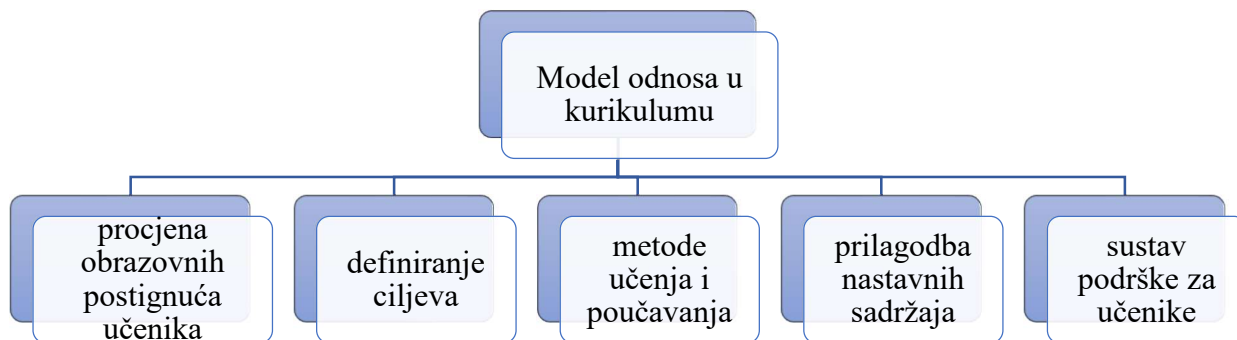 Model odnosa u
kurikulumu
procjena
obrazovnih
postignuća
učenika
definiranje
ciljeva
metode
učenja i
poučavanja
prilagodba
nastavnih
sadržaja
sustav
podrške za
učenike